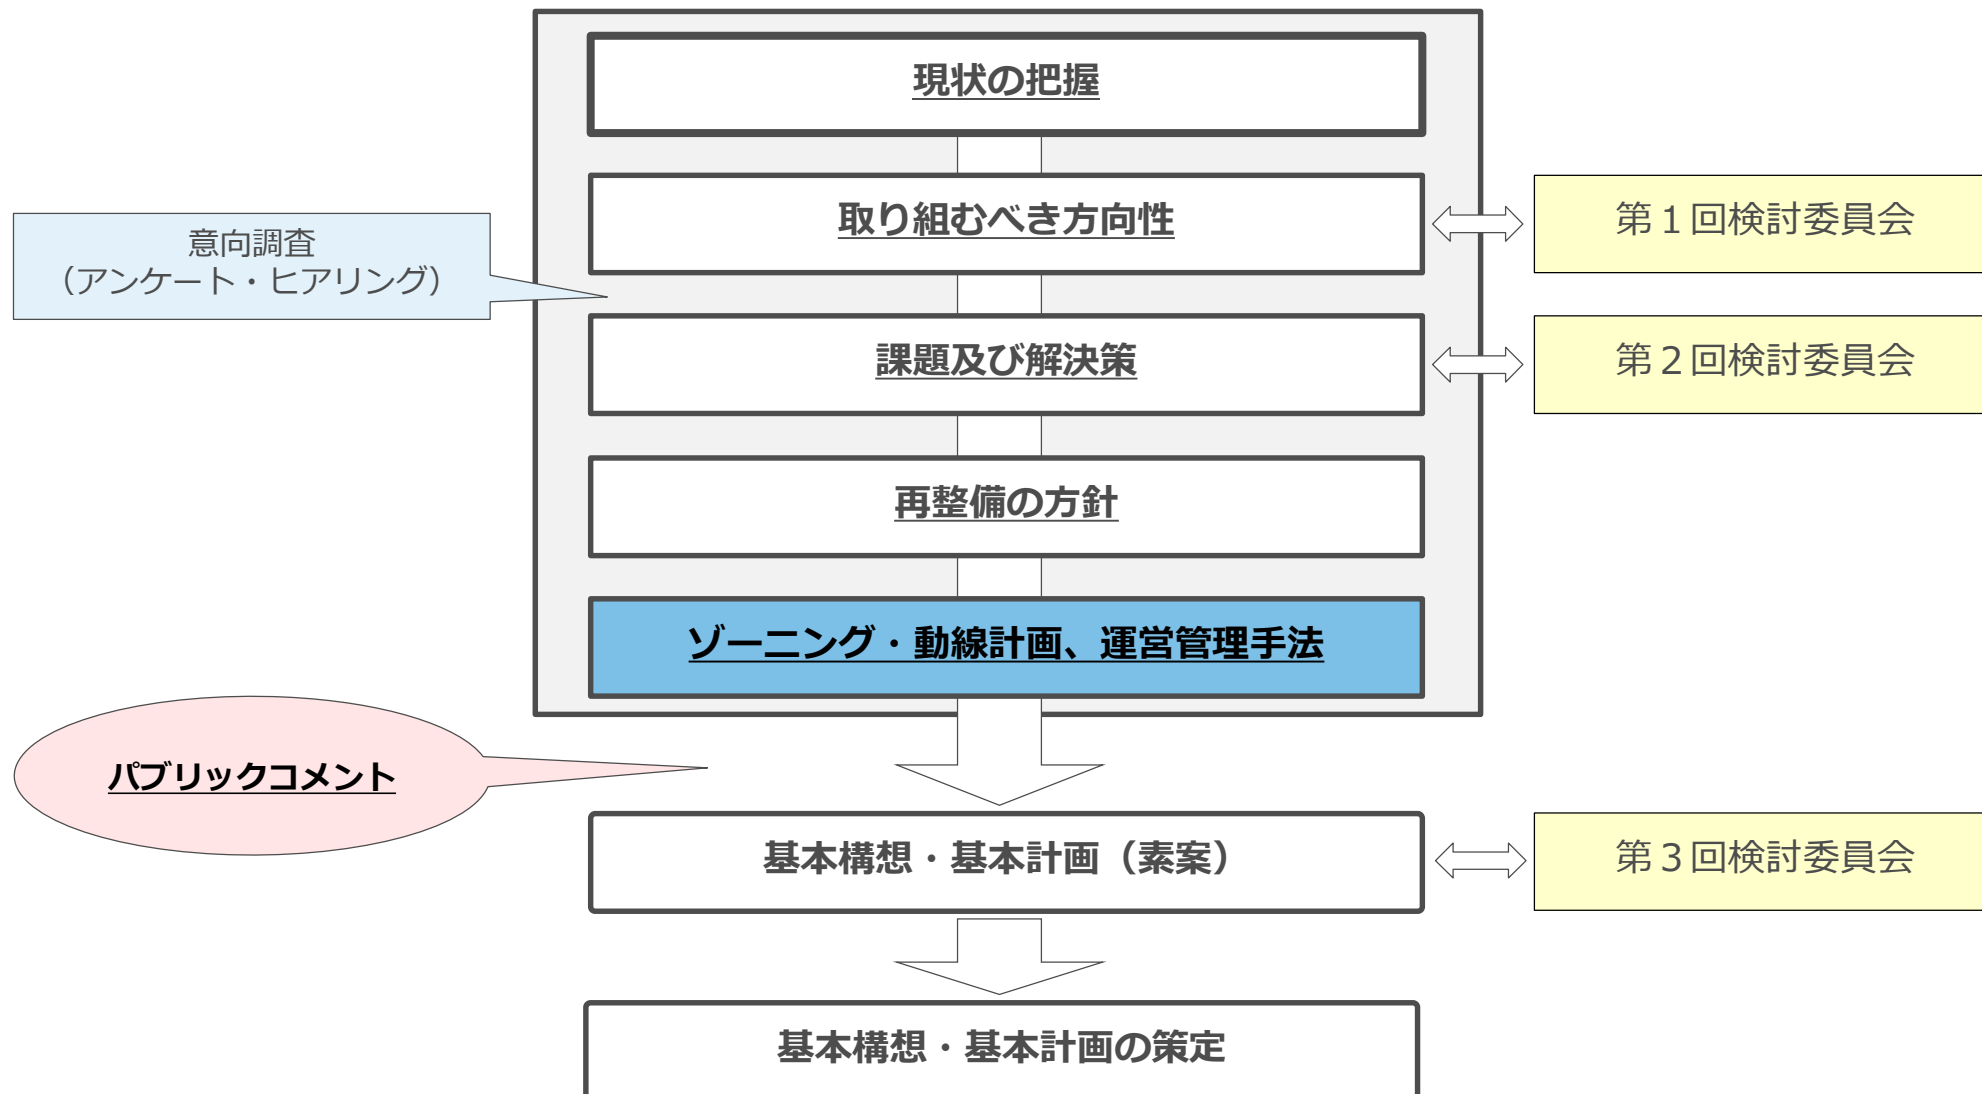 現状の把握
取り組むべき方向性
第１回検討委員会
意向調査
（アンケート・ヒアリング）
課題及び解決策
第２回検討委員会
再整備の方針
ゾーニング・動線計画、運営管理手法
パブリックコメント
基本構想・基本計画（素案）
第３回検討委員会
基本構想・基本計画の策定